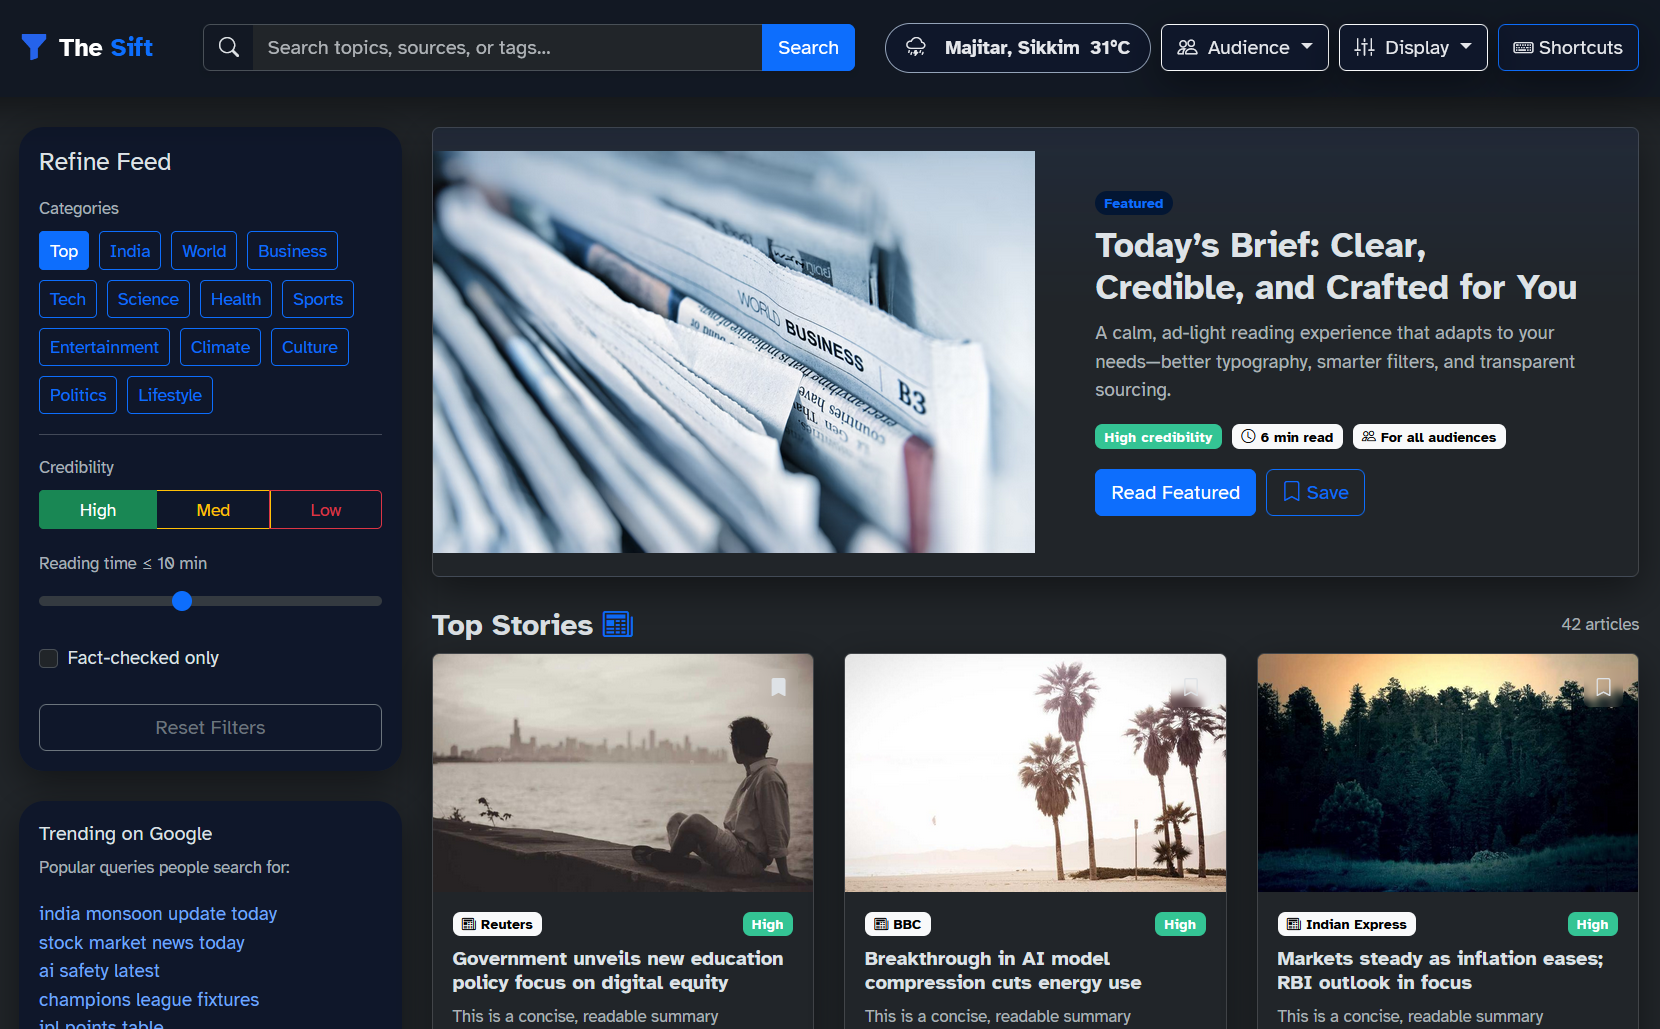 The Sift
Search topics, sources, or tags...
Search
Majitar, Sikkim 31°C
Audience
Display
Shortcuts
Refine Feed
Categories
Top
India
World
Business
Tech
Science
Health
Sports
Entertainment
Climate
Culture
Politics
Lifestyle
Credibility
High
Med
Low
Reading time ≤ 10 min
Fact-checked only
Reset Filters
Trending on Google
Popular queries people search for:
india monsoon update today
stock market news today
ai safety latest
champions league fixtures
ipl points table
WORLD BUSINESS
B3
Featured
Today’s Brief: Clear,
Credible, and Crafted for You
A calm, ad-light reading experience that adapts to your
needs—better typography, smarter filters, and transparent
sourcing.
High credibility
6 min read
For all audiences
Read Featured
Save
Top Stories
42 articles
Reuters
High
Government unveils new education
policy focus on digital equity
This is a concise, readable summary
BBC
High
Breakthrough in AI model
compression cuts energy use
This is a concise, readable summary
Indian Express
High
Markets steady as inflation eases;
RBI outlook in focus
This is a concise, readable summary